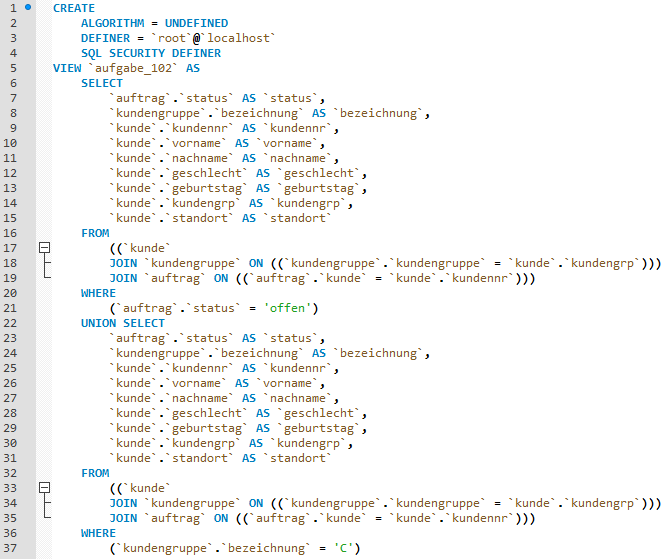 1 CREATE
2 ALGORITHM = UNDEFINED
3 DEFINER = `root`@`localhost`
4 SQL SECURITY DEFINER
5 VIEW `aufgabe_102` AS
6 SELECT
7 `auftrag`.`status` AS `status`,
8 `kundengruppe`.`bezeichnung` AS `bezeichnung`,
9 `kunde`.`kundennr` AS `kundennr`,
10 `kunde`.`vorname` AS `vorname`,
11 `kunde`.`nachname` AS `nachname`,
12 `kunde`.`geschlecht` AS `geschlecht`,
13 `kunde`.`geburtstag` AS `geburtstag`,
14 `kunde`.`kundengrp` AS `kundengrp`,
15 `kunde`.`standort` AS `standort`
16 FROM
17 ((`kunde`
18 JOIN `kundengruppe` ON ((`kundengruppe`.`kundengruppe` = `kunde`.`kundengrp`)))
19 JOIN `auftrag` ON ((`auftrag`.`kunde` = `kunde`.`kundennr`)))
20 WHERE
21 (`auftrag`.`status` = 'offen')
22 UNION SELECT
23 `auftrag`.`status` AS `status`,
24 `kundengruppe`.`bezeichnung` AS `bezeichnung`,
25 `kunde`.`kundennr` AS `kundennr`,
26 `kunde`.`vorname` AS `vorname`,
27 `kunde`.`nachname` AS `nachname`,
28 `kunde`.`geschlecht` AS `geschlecht`,
29 `kunde`.`geburtstag` AS `geburtstag`,
30 `kunde`.`kundengrp` AS `kundengrp`,
31 `kunde`.`standort` AS `standort`
32 FROM
33 ((`kunde`
34 JOIN `kundengruppe` ON ((`kundengruppe`.`kundengruppe` = `kunde`.`kundengrp`)))
35 JOIN `auftrag` ON ((`auftrag`.`kunde` = `kunde`.`kundennr`)))
36 WHERE
37 (`kundengruppe`.`bezeichnung` = 'C')